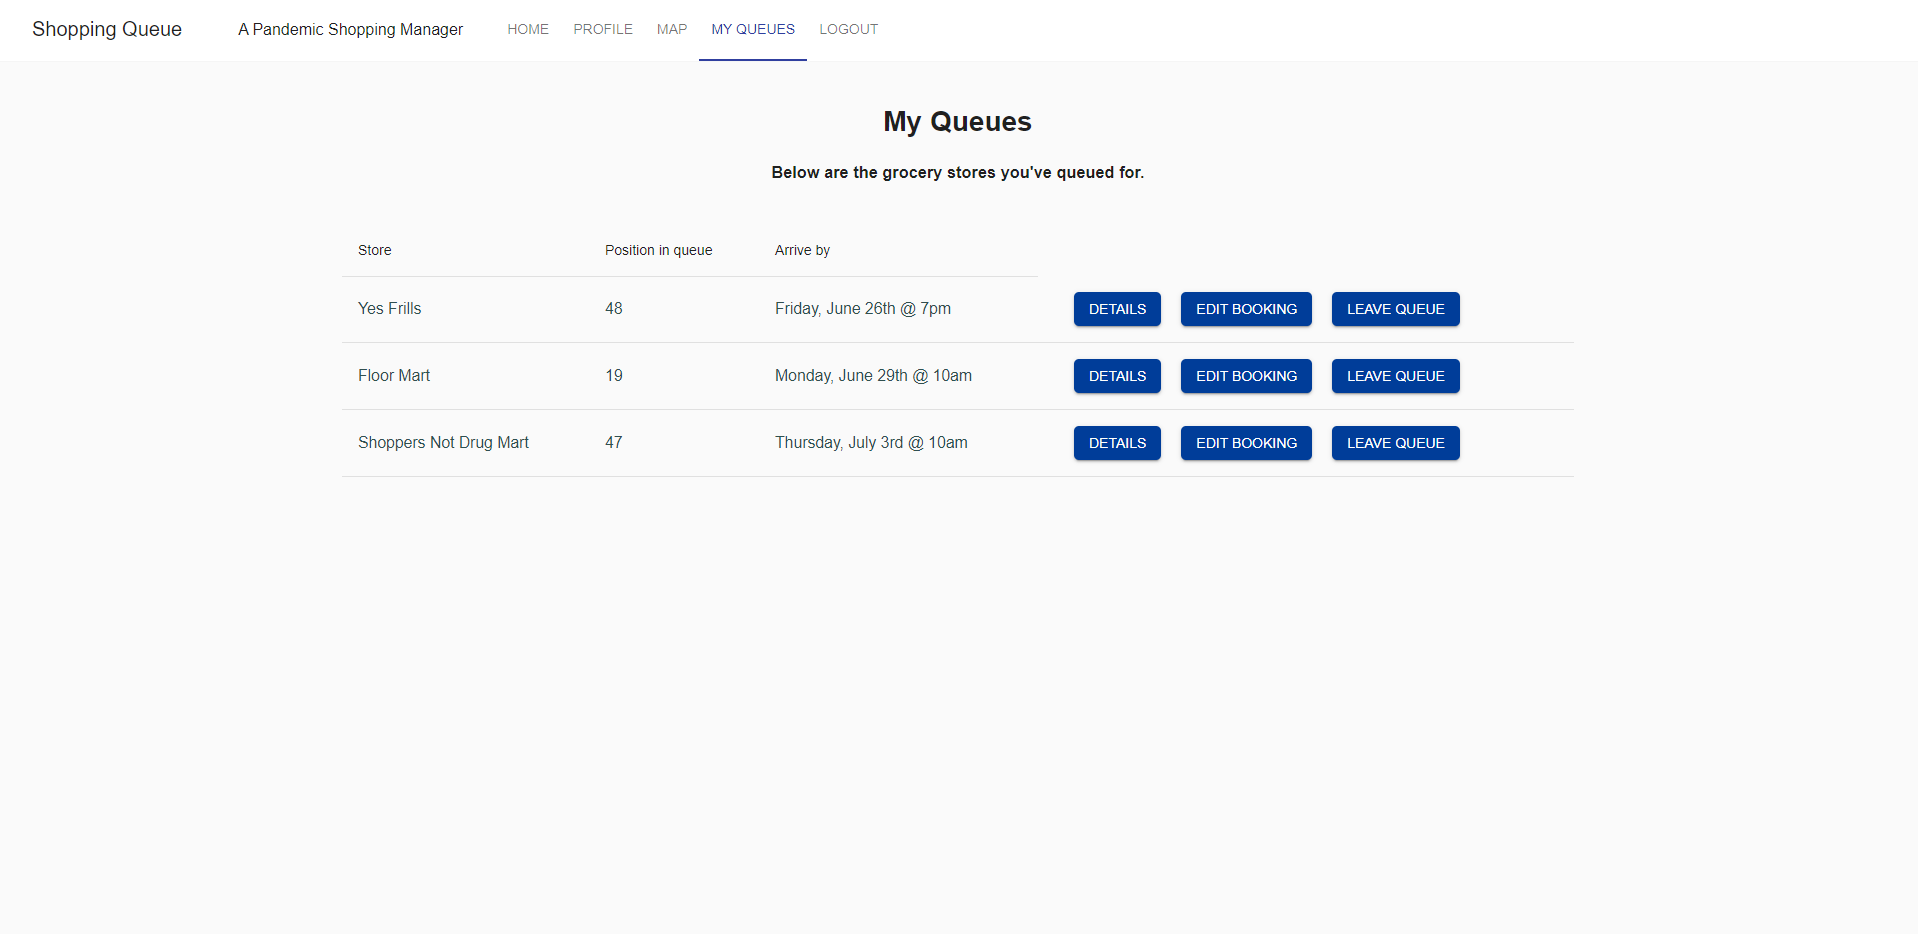 Shopping Queue A Pandemic Shopping Manager HOME PROFILE MAP MY QUEUES LOGOUT
My Queues
Below are the grocery stores you've queued for.
Store Position in queue Arrive by
Yes Frills 48 Friday, June 26th @ 7pm DETAILS EDIT BOOKING LEAVE QUEUE
Floor Mart 19 Monday, June 29th @ 10am DETAILS EDIT BOOKING LEAVE QUEUE
Shoppers Not Drug Mart 47 Thursday, July 3rd @ 10am DETAILS EDIT BOOKING LEAVE QUEUE